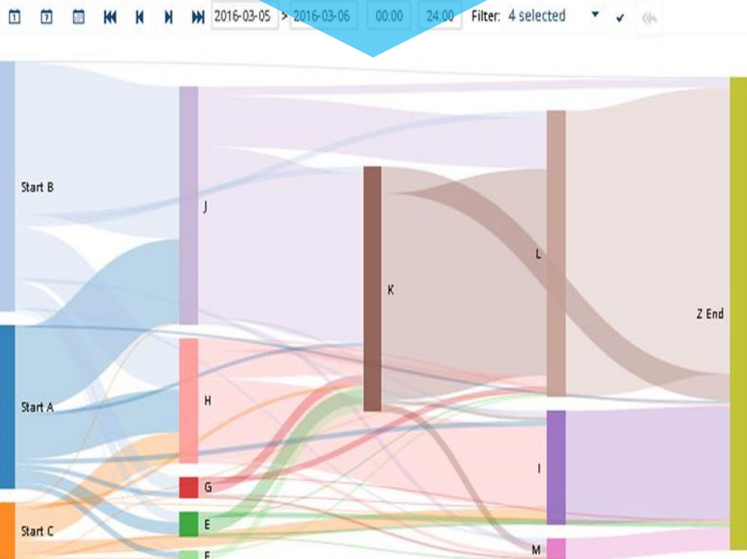 2016-03-05 > 2016-03-06 00:00 24:00 Filter: 4 selected
Start B
J
L
K
Z End
Start A
H
I
G
E
Start C
M
F